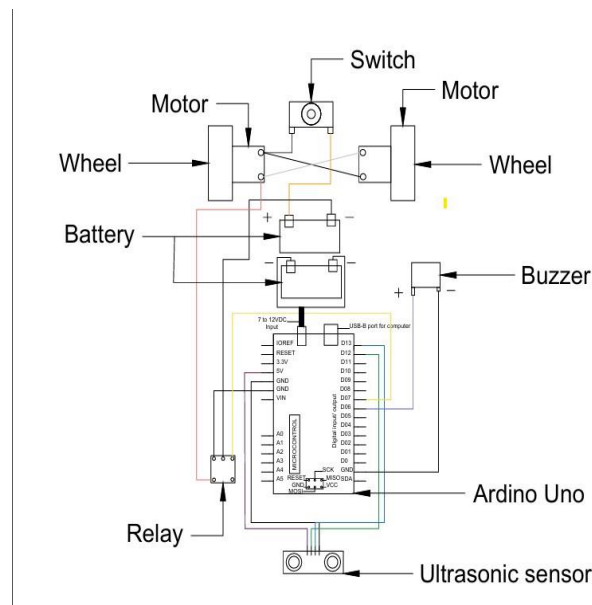 Switch
Motor
Motor
Wheel
Wheel
+
−
Battery
−
−
Buzzer
+
−
7 to 12VDC
Input
USB-B port for computer
IOREF
RESET
3.3V
5V
GND
GND
VIN
A0
A1
A2
A3
A4
A5
MICROCONTROL
Digital input/ output
D13
D12
D11
D10
D09
D08
D07
D06
D05
D04
D03
D02
D01
D0
GND
SDA
SCK
RESET
MISO
GND
VCC
MOSI
Ardino Uno
Relay
Ultrasonic sensor